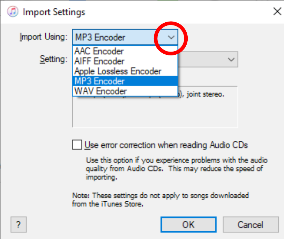 Import Settings
Import Using: MP3 Encoder
AAC Encoder
AIFF Encoder
Setting:
Apple Lossless Encoder
MP3 Encoder
WAV Encoder
joint stereo.
Use error correction when reading Audio CDs
Use this option if you experience problems with the audio
quality from Audio CDs. This may reduce the speed of
importing.
Note: These settings do not apply to songs downloaded
from the iTunes Store.
?
OK
Cancel